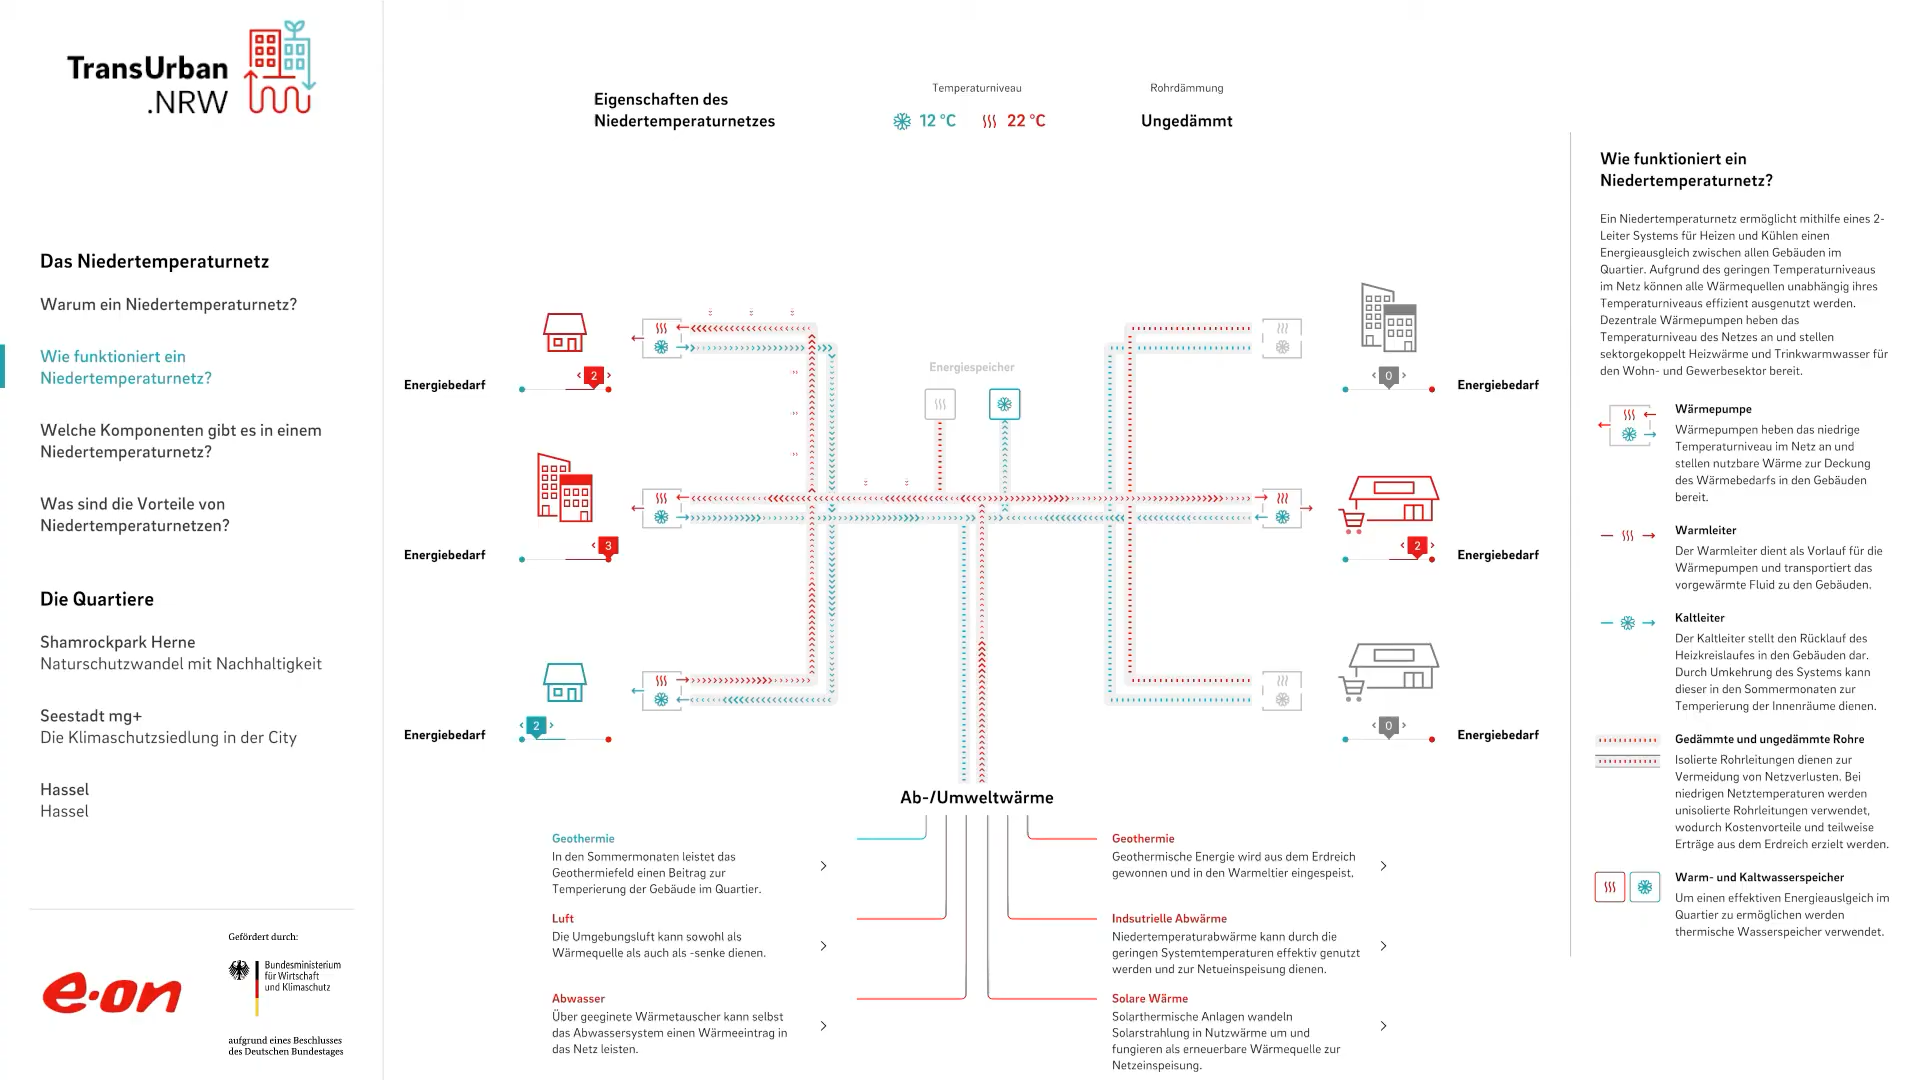 TransUrban
.NRW
Das Niedertemperaturnetz
Warum ein Niedertemperaturnetz?
Wie funktioniert ein
Niedertemperaturnetz?
Welche Komponenten gibt es in einem
Niedertemperaturnetz?
Was sind die Vorteile von
Niedertemperaturnetzen?
Die Quartiere
Shamrockpark Herne
Naturschutzwandel mit Nachhaltigkeit
Seestadt mg+
Die Klimaschutzsiedlung in der City
Hassel
Hassel
e·on
Gefördert durch:
Bundesministerium
für Wirtschaft
und Klimaschutz
aufgrund eines Beschlusses
des Deutschen Bundestages
Eigenschaften des
Niedertemperaturnetzes
Temperaturniveau
12 °C
22 °C
Rohrdämmung
Ungedämmt
Energiespeicher
2
Energiebedarf
0
Energiebedarf
3
Energiebedarf
2
Energiebedarf
2
Energiebedarf
0
Energiebedarf
Ab-/Umweltwärme
Geothermie
In den Sommermonaten leistet das
Geothermiefeld einen Beitrag zur
Temperierung der Gebäude im Quartier.
Luft
Die Umgebungsluft kann sowohl als
Wärmequelle als auch als -senke dienen.
Abwasser
Über geeginete Wärmetauscher kann selbst
das Abwassersystem einen Wärmeeintrag in
das Netz leisten.
Geothermie
Geothermische Energie wird aus dem Erdreich
gewonnen und in den Warmeltier eingespeist.
Indsutrielle Abwärme
Niedertemperaturabwärme kann durch die
geringen Systemtemperaturen effektiv genutzt
werden und zur Netueinspeisung dienen.
Solare Wärme
Solarthermische Anlagen wandeln
Solarstrahlung in Nutzwärme um und
fungieren als erneuerbare Wärmequelle zur
Netzeinspeisung.
Wie funktioniert ein
Niedertemperaturnetz?
Ein Niedertemperaturnetz ermöglicht mithilfe eines 2-
Leiter Systems für Heizen und Kühlen einen
Energieausgleich zwischen allen Gebäuden im
Quartier. Aufgrund des geringen Temperaturniveaus
im Netz können alle Wärmequellen unabhängig ihres
Temperaturniveaus effizient ausgenutzt werden.
Dezentrale Wärmepumpen heben das
Temperaturniveau des Netzes an und stellen
sektorgekoppelt Heizwärme und Trinkwarmwasser für
den Wohn- und Gewerbesektor bereit.
Wärmepumpe
Wärmepumpen heben das niedrige
Temperaturniveau im Netz an und
stellen nutzbare Wärme zur Deckung
des Wärmebedarfs in den Gebäuden
bereit.
Warmleiter
Der Warmleiter dient als Vorlauf für die
Wärmepumpen und transportiert das
vorgewärmte Fluid zu den Gebäuden.
Kaltleiter
Der Kaltleiter stellt den Rücklauf des
Heizkreislaufes in den Gebäuden dar.
Durch Umkehrung des Systems kann
dieser in den Sommermonaten zur
Temperierung der Innenräume dienen.
Gedämmte und ungedämmte Rohre
Isolierte Rohrleitungen dienen zur
Vermeidung von Netzverlusten. Bei
niedrigen Netztemperaturen werden
unisolierte Rohrleitungen verwendet,
wodurch Kostenvorteile und teilweise
Erträge aus dem Erdreich erzielt werden.
Warm- und Kaltwasserspeicher
Um einen effektiven Energieauslgeich im
Quartier zu ermöglichen werden
thermische Wasserspeicher verwendet.